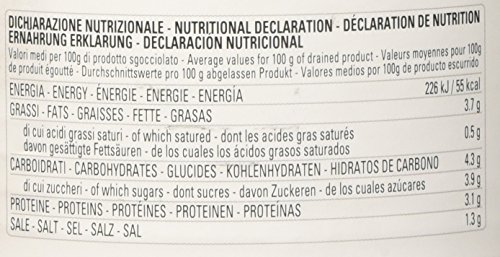 DICHIARAZIONE NUTRIZIONALE - NUTRITIONAL DECLARATION - DÉCLARATION DE NUTRITION
ERNAHRUNG ERKLARUNG - DECLARACION NUTRICIONAL
Valori medi per 100g di prodotto sgocciolato - Average values for 100 g of drained product - Valeurs moyennes pour 100g
de produit égoutté - Durchschnittswerte pro 100 g abgelassen Produkt - Valores medios por 100g de producto escurrido
ENERGIA - ENERGY - ÉNERGIE - ENERGIE - ENERGÍA 226 kJ / 55 kcal
GRASSI - FATS - GRAISSES - FETTE - GRASAS 3.7 g
di cui acidi grassi saturi - of which satured - dont les acides gras saturés 0.5 g
davon gesättigte Fettsäuren - de los cuales los ácidos grasos saturados
CARBOIDRATI - CARBOHYDRATES - GLUCIDES - KOHLENHYDRATEN - HIDRATOS DE CARBONO 4.3 g
di cui zuccheri - of which sugars - dont sucres - davon Zuckeren - de los cuales azúcares 3.9 g
PROTEINE - PROTEINS - PROTÉINES - PROTEINEN - PROTEÍNAS 3.1 g
SALE - SALT - SEL - SALZ - SAL 1.3 g